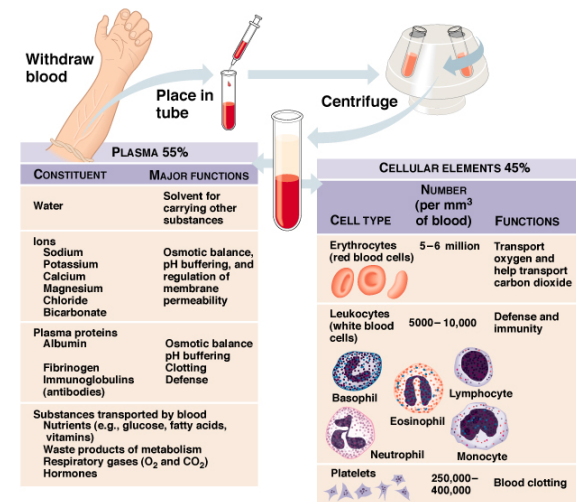 Withdraw
blood
Place in
tube
Centrifuge
PLASMA 55%
CONSTITUENT MAJOR FUNCTIONS
Water Solvent for
carrying other
substances
Ions
Sodium Osmotic balance,
Potassium pH buffering, and
Calcium regulation of
Magnesium membrane
Chloride permeability
Bicarbonate
Plasma proteins
Albumin Osmotic balance
pH buffering
Fibrinogen Clotting
Immunoglobulins Defense
(antibodies)
Substances transported by blood
Nutrients (e.g., glucose, fatty acids,
vitamins)
Waste products of metabolism
Respiratory gases (O₂ and CO₂)
Hormones
CELLULAR ELEMENTS 45%
NUMBER
(per mm³
CELL TYPE of blood) FUNCTIONS
Erythrocytes 5–6 million Transport
(red blood cells) oxygen and
help transport
carbon dioxide
Leukocytes 5000–10,000 Defense and
(white blood immunity
cells)
Basophil
Eosinophil
Lymphocyte
Neutrophil
Monocyte
Platelets 250,000–
400,000 Blood clotting